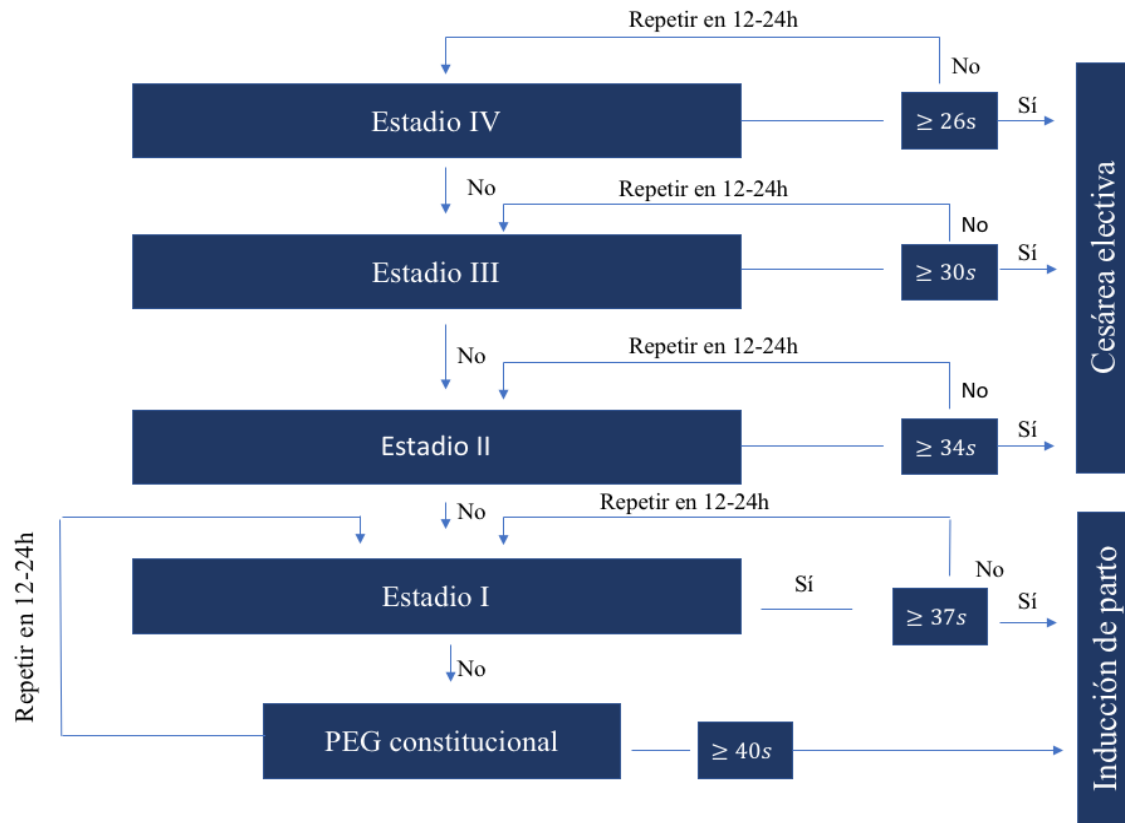 Repetir en 12-24h
No
Estadio IV
≥ 26s
Sí
No
Repetir en 12-24h
No
Estadio III
≥ 30s
Sí
No
Repetir en 12-24h
No
Estadio II
≥ 34s
Sí
Cesárea electiva
No
Repetir en 12-24h
Repetir en 12-24h
Estadio I
Sí
No
≥ 37s
Sí
No
PEG constitucional
≥ 40s
Inducción de parto